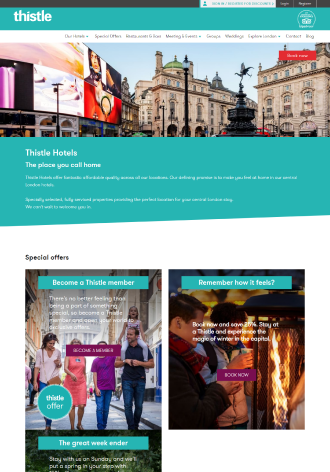 SIGN IN / REGISTER FOR DISCOUNTS
Login
Register
thistle
Our Hotels
Special Offers
Restaurants & Bars
Meeting & Events
Groups
Weddings
Explore London
Contact
Blog
Book now
Thistle Hotels
The place you call home
Thistle Hotels offer fantastic affordable quality across all our locations. Our defining promise is to make you feel at home in our central
London hotels.
Specially selected, fully serviced properties providing the perfect location for your central London stay.
We can't wait to welcome you in.
Special offers
Become a Thistle member
There's no better feeling than
being a part of something
special, so become a Thistle
member and open your world to
exclusive offers.
BECOME A MEMBER
thistle
offer
Remember how it feels?
Book now and save 20%. Stay at
a Thistle and experience the
magic of winter in the capital.
BOOK NOW
The great week ender
Stay with us on Sunday and we'll
put a spring in your step with